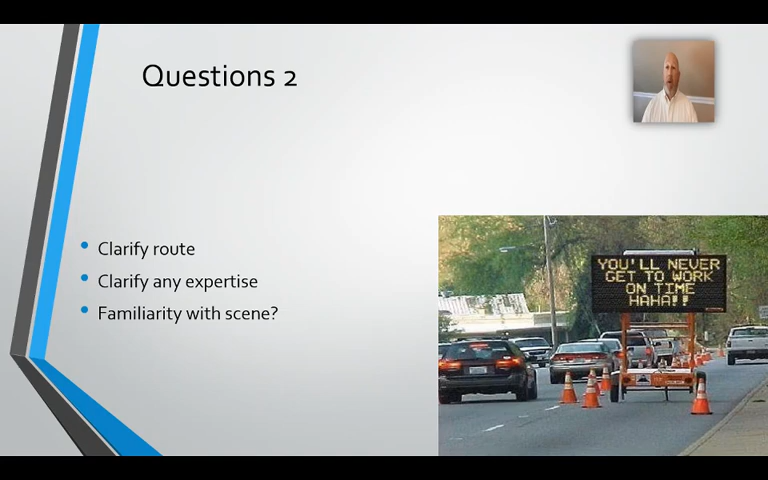 Questions 2
Clarify route
Clarify any expertise
Familiarity with scene?
YOU'LL NEVER
GET TO WORK
ON TIME
HAHA!!